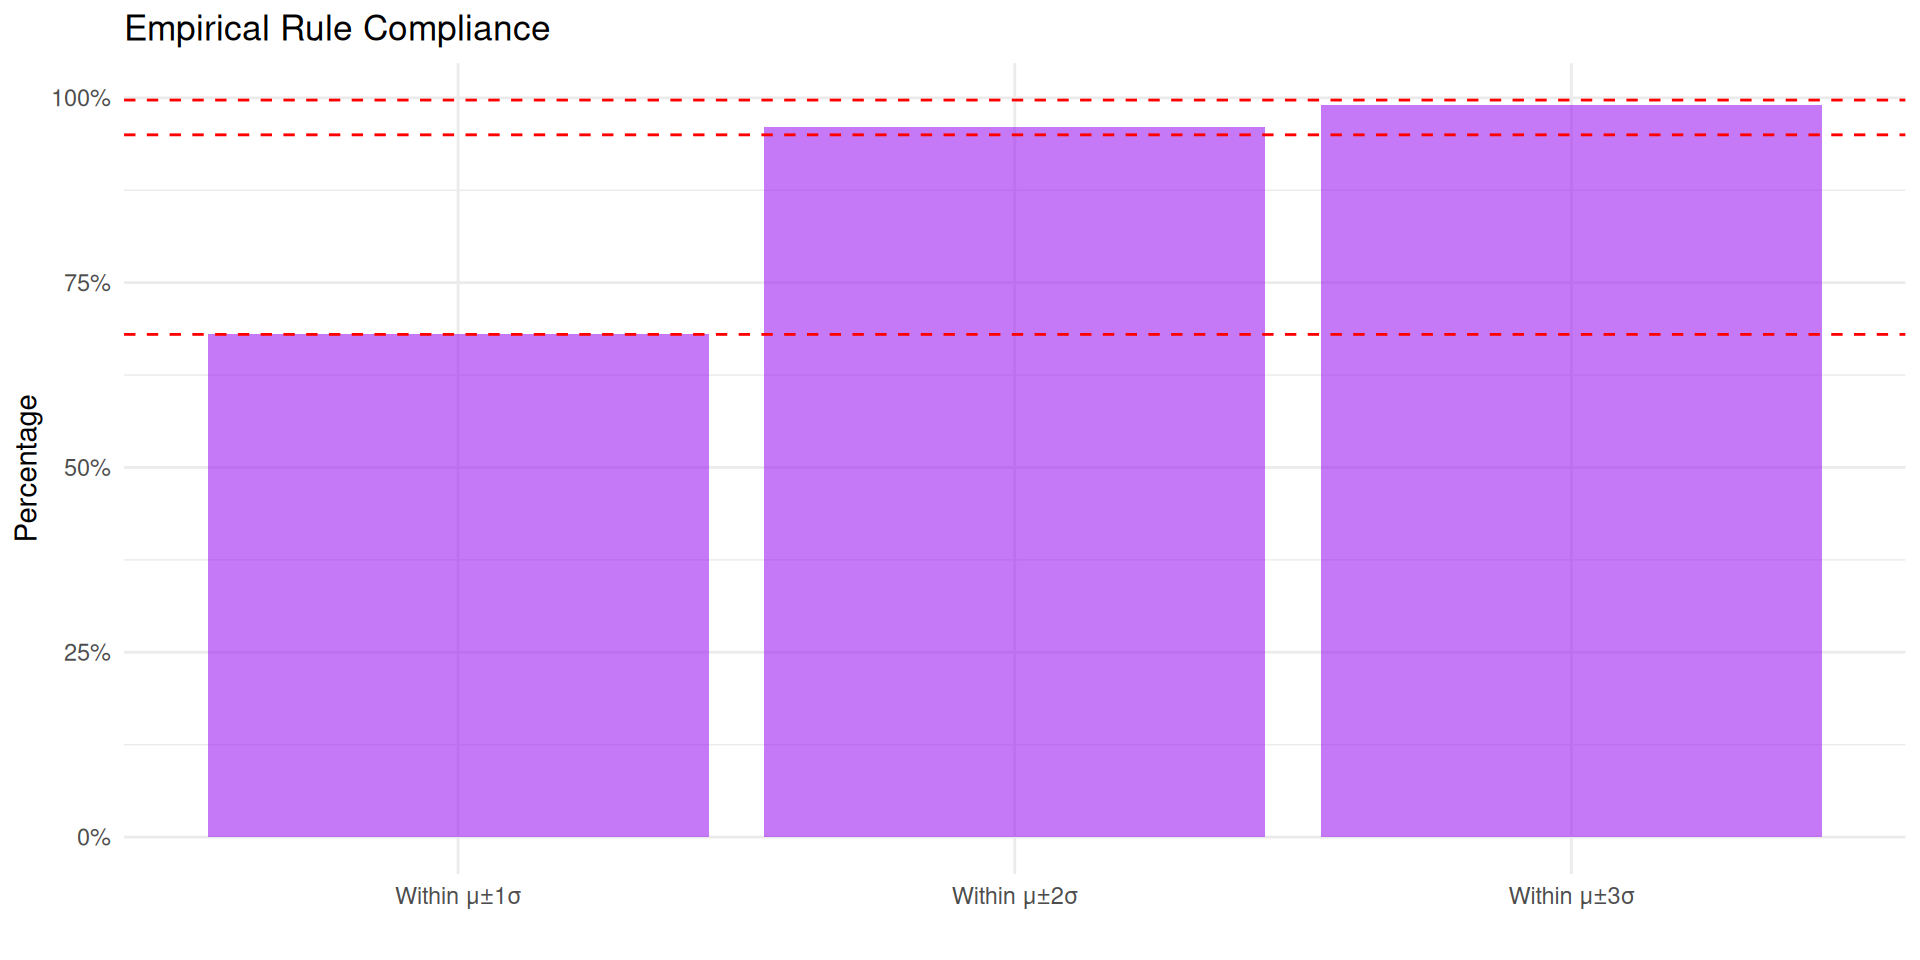 Empirical Rule Compliance
Percentage
100%
75%
50%
25%
0%
Within μ±1σ
Within μ±2σ
Within μ±3σ